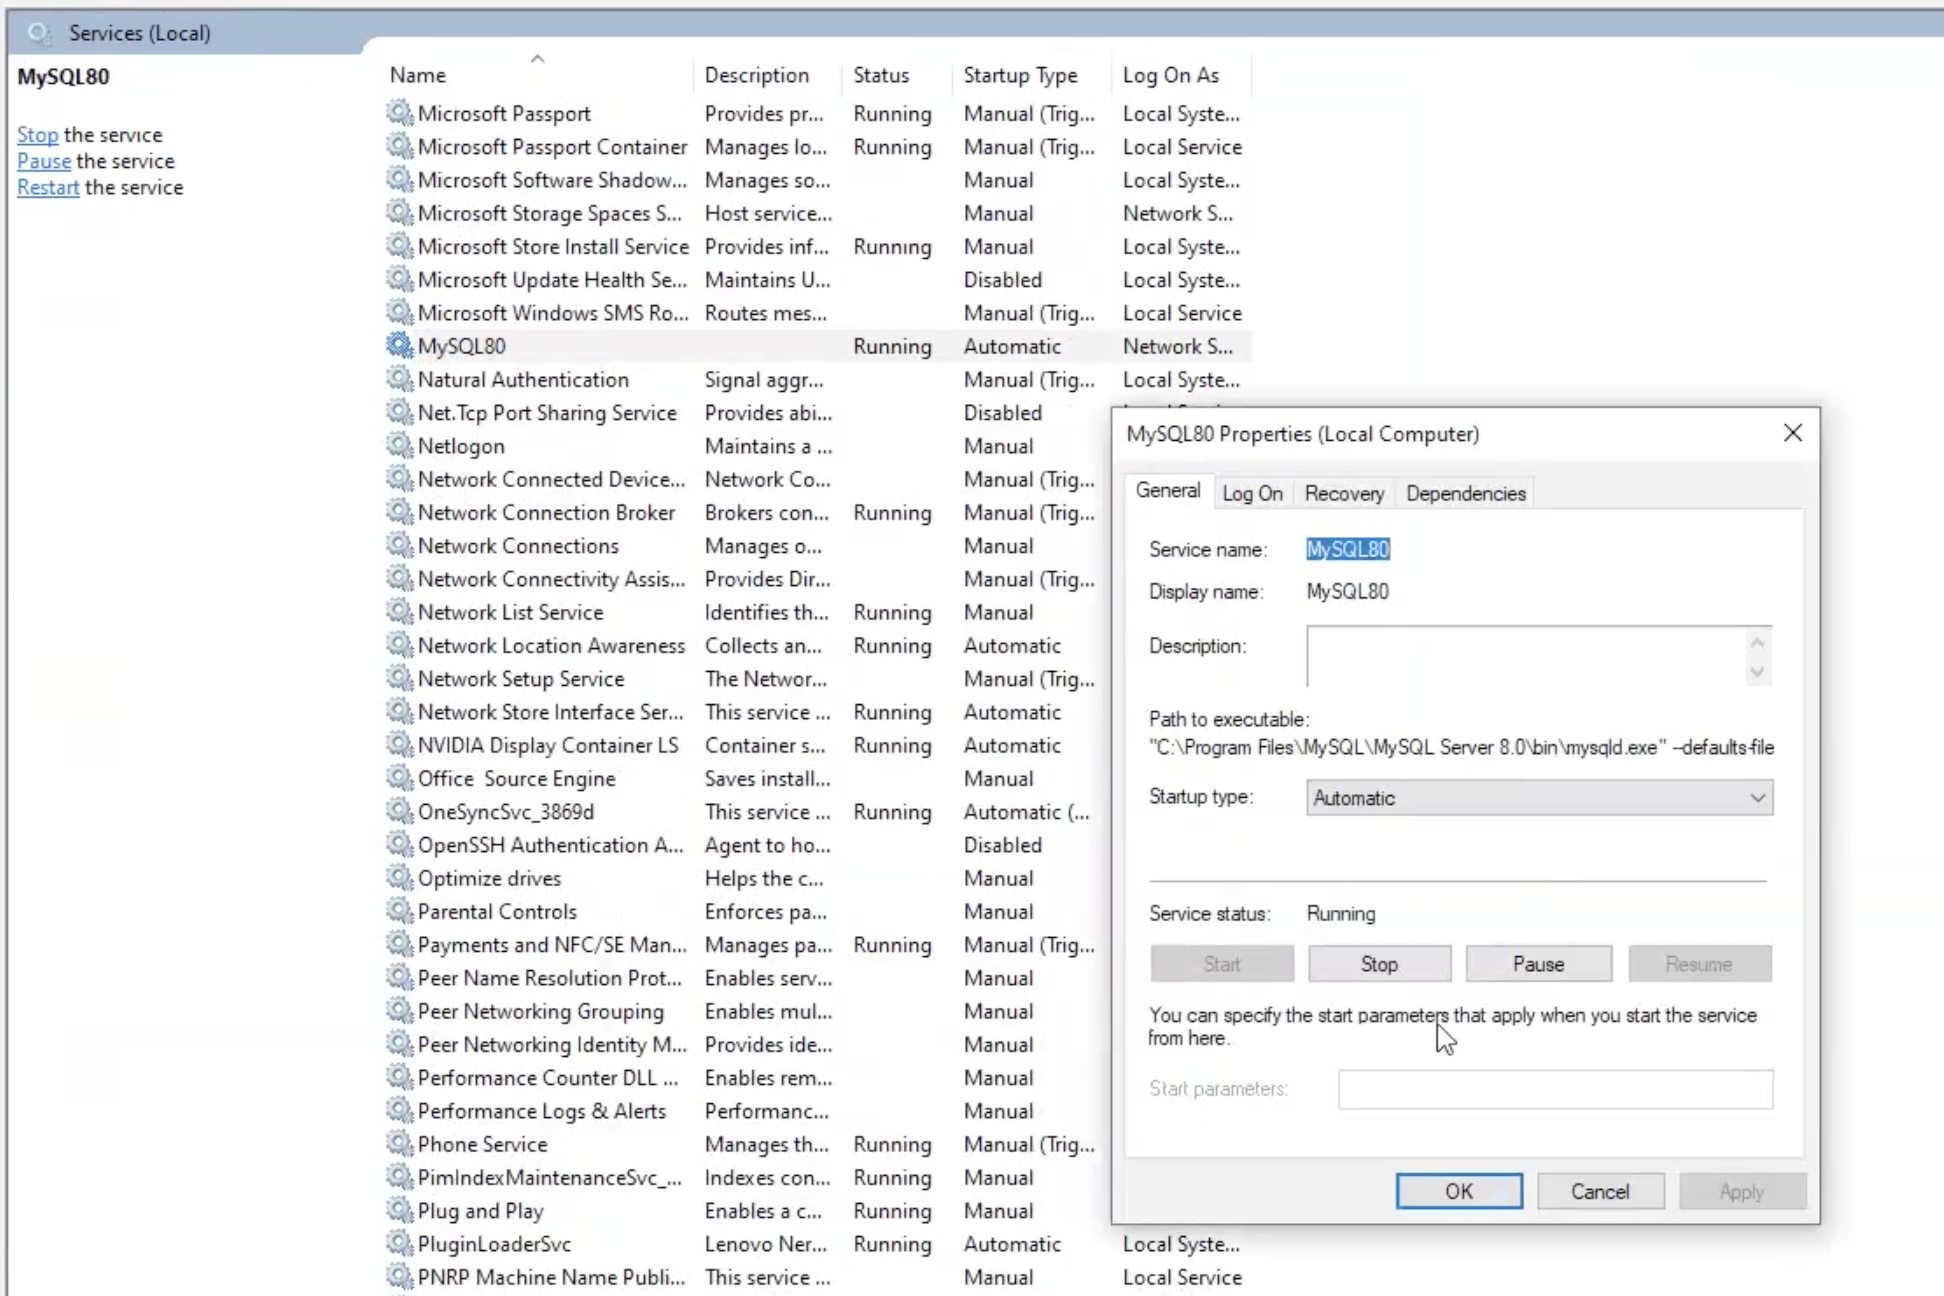 Services (Local)
MySQL80
Stop the service
Pause the service
Restart the service
Name Description Status Startup Type Log On As
Microsoft Passport Provides pr... Running Manual (Trig... Local Syste...
Microsoft Passport Container Manages lo... Running Manual (Trig... Local Service
Microsoft Software Shadow... Manages so... Manual Local Syste...
Microsoft Storage Spaces S... Host service... Manual Network S...
Microsoft Store Install Service Provides inf... Running Manual Local Syste...
Microsoft Update Health Se... Maintains U... Disabled Local Syste...
Microsoft Windows SMS Ro... Routes mes... Manual (Trig... Local Service
MySQL80 Running Automatic Network S...
Natural Authentication Signal aggr... Manual (Trig... Local Syste...
Net.Tcp Port Sharing Service Provides abi... Disabled
Netlogon Maintains a ... Manual
Network Connected Device... Network Co... Manual (Trig...
Network Connection Broker Brokers con... Running Manual (Trig...
Network Connections Manages o... Manual
Network Connectivity Assis... Provides Dir... Manual (Trig...
Network List Service Identifies th... Running Manual
Network Location Awareness Collects an... Running Automatic
Network Setup Service The Networ... Manual (Trig...
Network Store Interface Ser... This service ... Running Automatic
NVIDIA Display Container LS Container s... Running Automatic
Office Source Engine Saves install... Manual
OneSyncSvc_3869d This service ... Running Automatic (...
OpenSSH Authentication A... Agent to ho... Disabled
Optimize drives Helps the c... Manual
Parental Controls Enforces pa... Manual
Payments and NFC/SE Man... Manages pa... Running Manual (Trig...
Peer Name Resolution Prot... Enables serv... Manual
Peer Networking Grouping Enables mul... Manual
Peer Networking Identity M... Provides ide... Manual
Performance Counter DLL ... Enables rem... Manual
Performance Logs & Alerts Performanc... Manual
Phone Service Manages th... Running Manual (Trig...
PimIndexMaintenanceSvc_... Indexes con... Running Manual
Plug and Play Enables a c... Running Manual
PluginLoaderSvc Lenovo Ner... Running Automatic Local Syste...
PNRP Machine Name Publi... This service ... Manual Local Service
MySQL80 Properties (Local Computer)
General Log On Recovery Dependencies
Service name: MySQL80
Display name: MySQL80
Description:
Path to executable:
"C:\Program Files\MySQL\MySQL Server 8.0\bin\mysqld.exe" --defaults-file
Startup type: Automatic
Service status: Running
Start Stop Pause Resume
You can specify the start parameters that apply when you start the service
from here.
Start parameters:
OK Cancel Apply